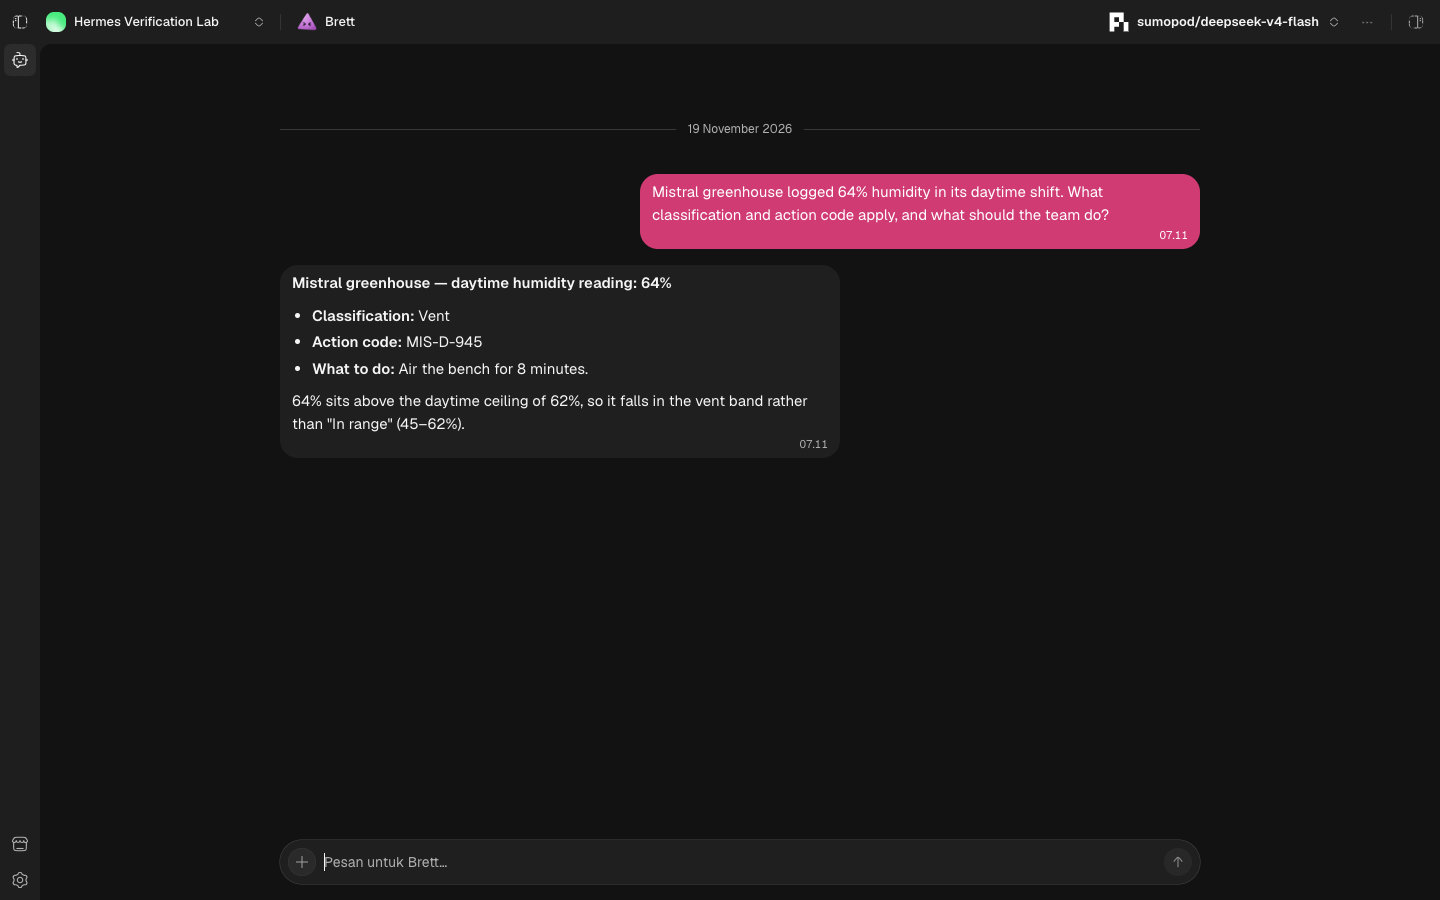 Hermes Verification Lab
Brett
sumopod/deepseek-v4-flash
19 November 2026
Mistral greenhouse logged 64% humidity in its daytime shift. What
classification and action code apply, and what should the team do?
07.11
Mistral greenhouse — daytime humidity reading: 64%
• Classification: Vent
• Action code: MIS-D-945
• What to do: Air the bench for 8 minutes.
64% sits above the daytime ceiling of 62%, so it falls in the vent band rather
than "In range" (45–62%).
07.11
Pesan untuk Brett...